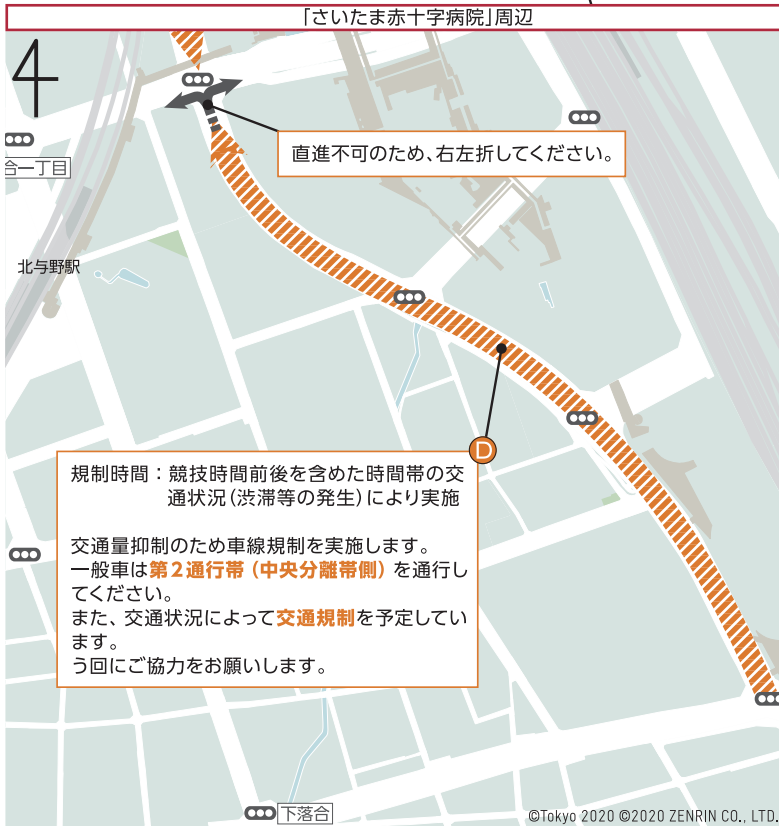 「さいたま赤十字病院」周辺
直進不可のため、右左折してください。
合一丁目
北与野駅
D
規制時間：競技時間前後を含めた時間帯の交
通状況（渋滞等の発生）により実施
交通量抑制のため車線規制を実施します。
一般車は第２通行帯（中央分離帯側）を通行し
てください。
また、交通状況によって交通規制を予定してい
ます。
う回にご協力をお願いします。
下落合
©Tokyo 2020 ©2020 ZENRIN CO., LTD.